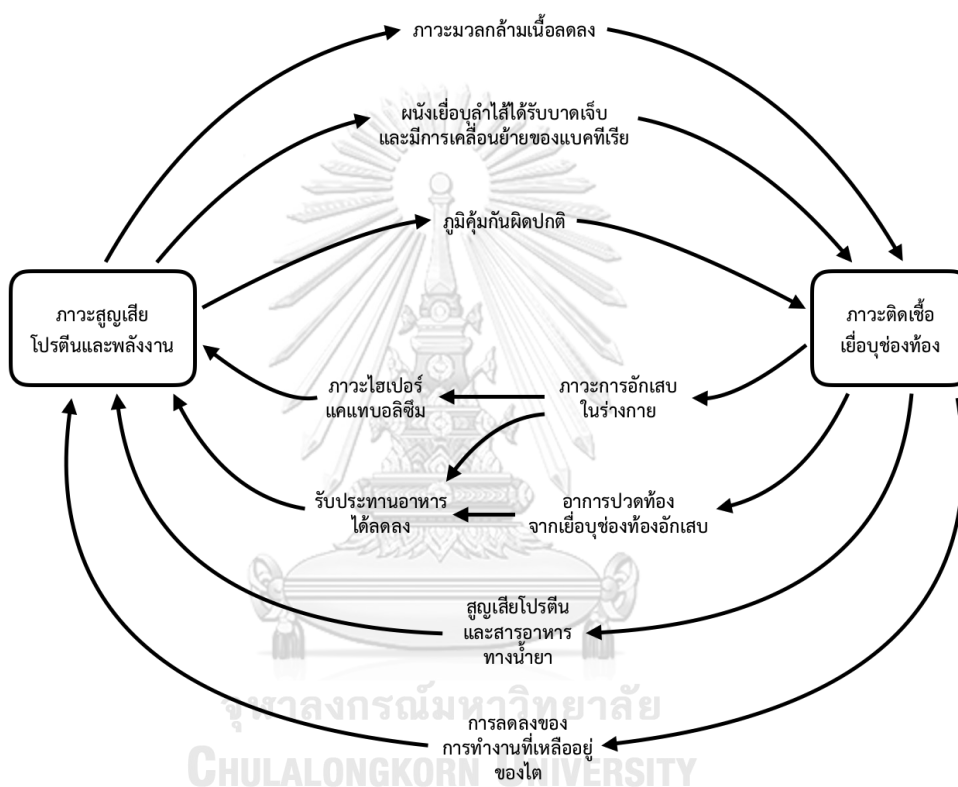 ภาวะมวลกล้ามเนื้อลดลง
ผนังเยื่อบุลำไส้ได้รับบาดเจ็บ
และมีการเคลื่อนย้ายของแบคทีเรีย
ภูมิคุ้มกันผิดปกติ
ภาวะสูญเสีย
โปรตีนและพลังงาน
ภาวะติดเชื้อ
เยื่อบุช่องท้อง
ภาวะไฮเปอร์
แคแทบอลิซึม
ภาวะการอักเสบ
ในร่างกาย
รับประทานอาหาร
ได้ลดลง
อาการปวดท้อง
จากเยื่อบุช่องท้องอักเสบ
สูญเสียโปรตีน
และสารอาหาร
ทางน้ำยา
การลดลงของ
การทำงานที่เหลืออยู่
ของไต
จุฬาลงกรณ์มหาวิทยาลัย
CHULALONGKORN UNIVERSITY